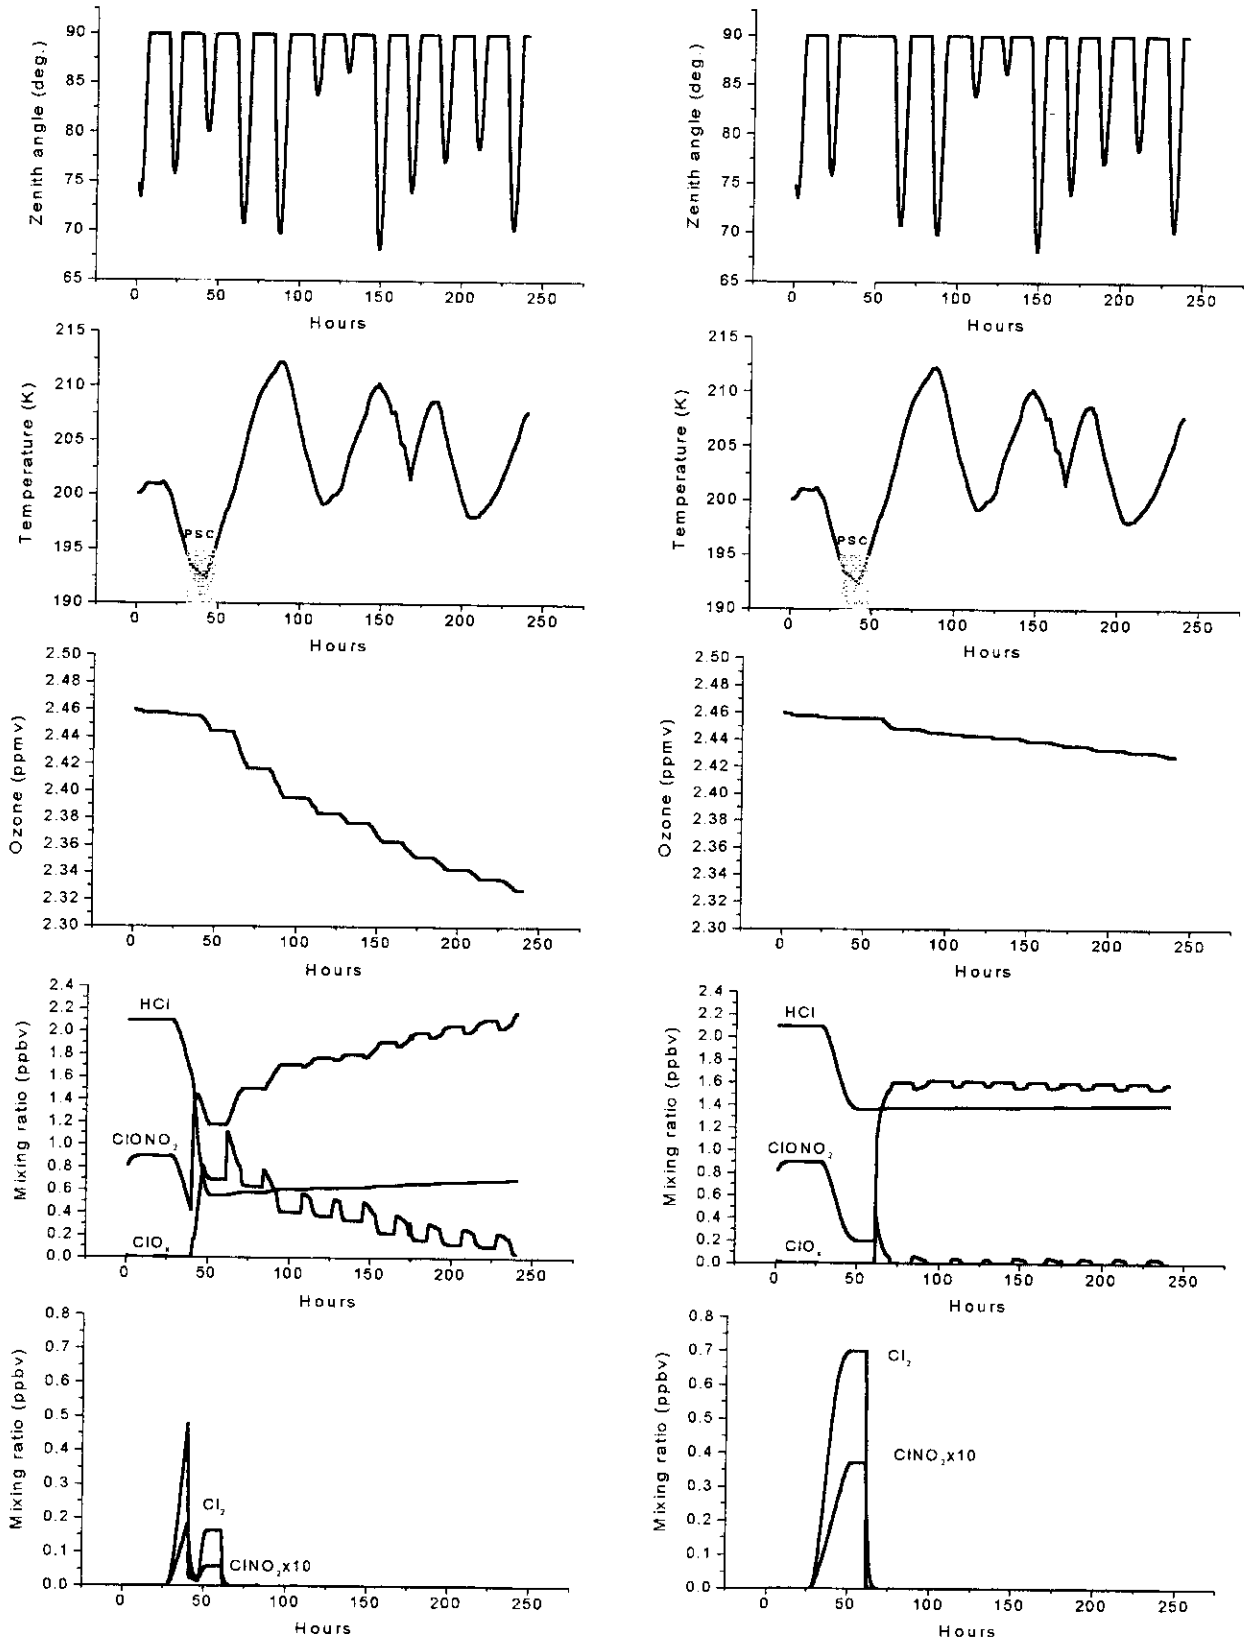 90
85
80
75
70
65
Zenith angle (deg.)
0 50 100 150 200 250
Hours
90
85
80
75
70
65
Zenith angle (deg.)
0 50 100 150 200 250
Hours
215
210
205
200
195
190
Temperature (K)
PSC
0 50 100 150 200 250
Hours
215
210
205
200
195
190
Temperature (K)
PSC
0 50 100 150 200 250
Hours
2.50
2.48
2.46
2.44
2.42
2.40
2.38
2.36
2.34
2.32
2.30
Ozone (ppmv)
0 50 100 150 200 250
Hours
2.50
2.48
2.46
2.44
2.43
2.42
2.40
2.38
2.36
2.34
2.32
2.30
Ozone (ppmv)
0 50 100 150 200 250
Hours
2.4
2.2
2.0
1.8
1.6
1.4
1.2
1.0
0.8
0.6
0.4
0.2
0.0
Mixing ratio (ppbv)
HCl
ClONO₂
ClOₓ
0 50 100 150 200 250
Hours
2.4
2.2
2.0
1.8
1.6
1.4
1.2
1.0
0.8
0.6
0.4
0.2
0.0
Mixing ratio (ppbv)
HCl
ClONO₂
ClOₓ
0 50 100 150 200 250
Hours
0.8
0.7
0.6
0.5
0.4
0.3
0.2
0.1
0.0
Mixing ratio (ppbv)
Cl₂
ClNO₂x10
0 50 100 150 200 250
Hours
0.8
0.7
0.6
0.5
0.4
0.3
0.2
0.1
0.0
Mixing ratio (ppbv)
Cl₂
ClNO₂x10
0 50 100 150 200 250
Hours